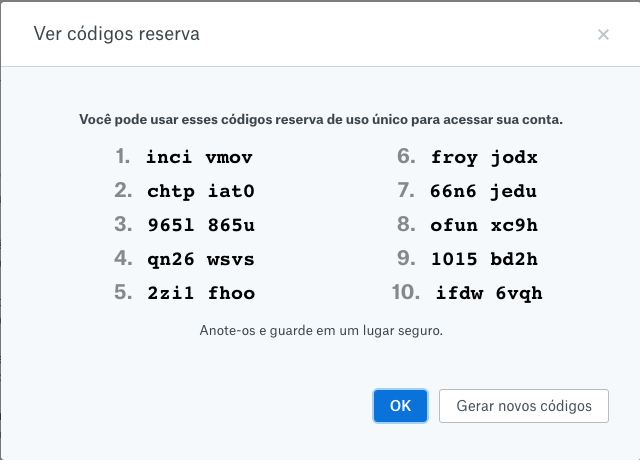 Ver códigos reserva
×
Você pode usar esses códigos reserva de uso único para acessar sua conta.
1. inci vmov
2. chtp iat0
3. 965l 865u
4. qn26 wsvs
5. 2zi1 fhoo
6. froy jodx
7. 66n6 jedu
8. ofun xc9h
9. 1015 bd2h
10. ifdw 6vqh
Anote-os e guarde em um lugar seguro.
OK
Gerar novos códigos